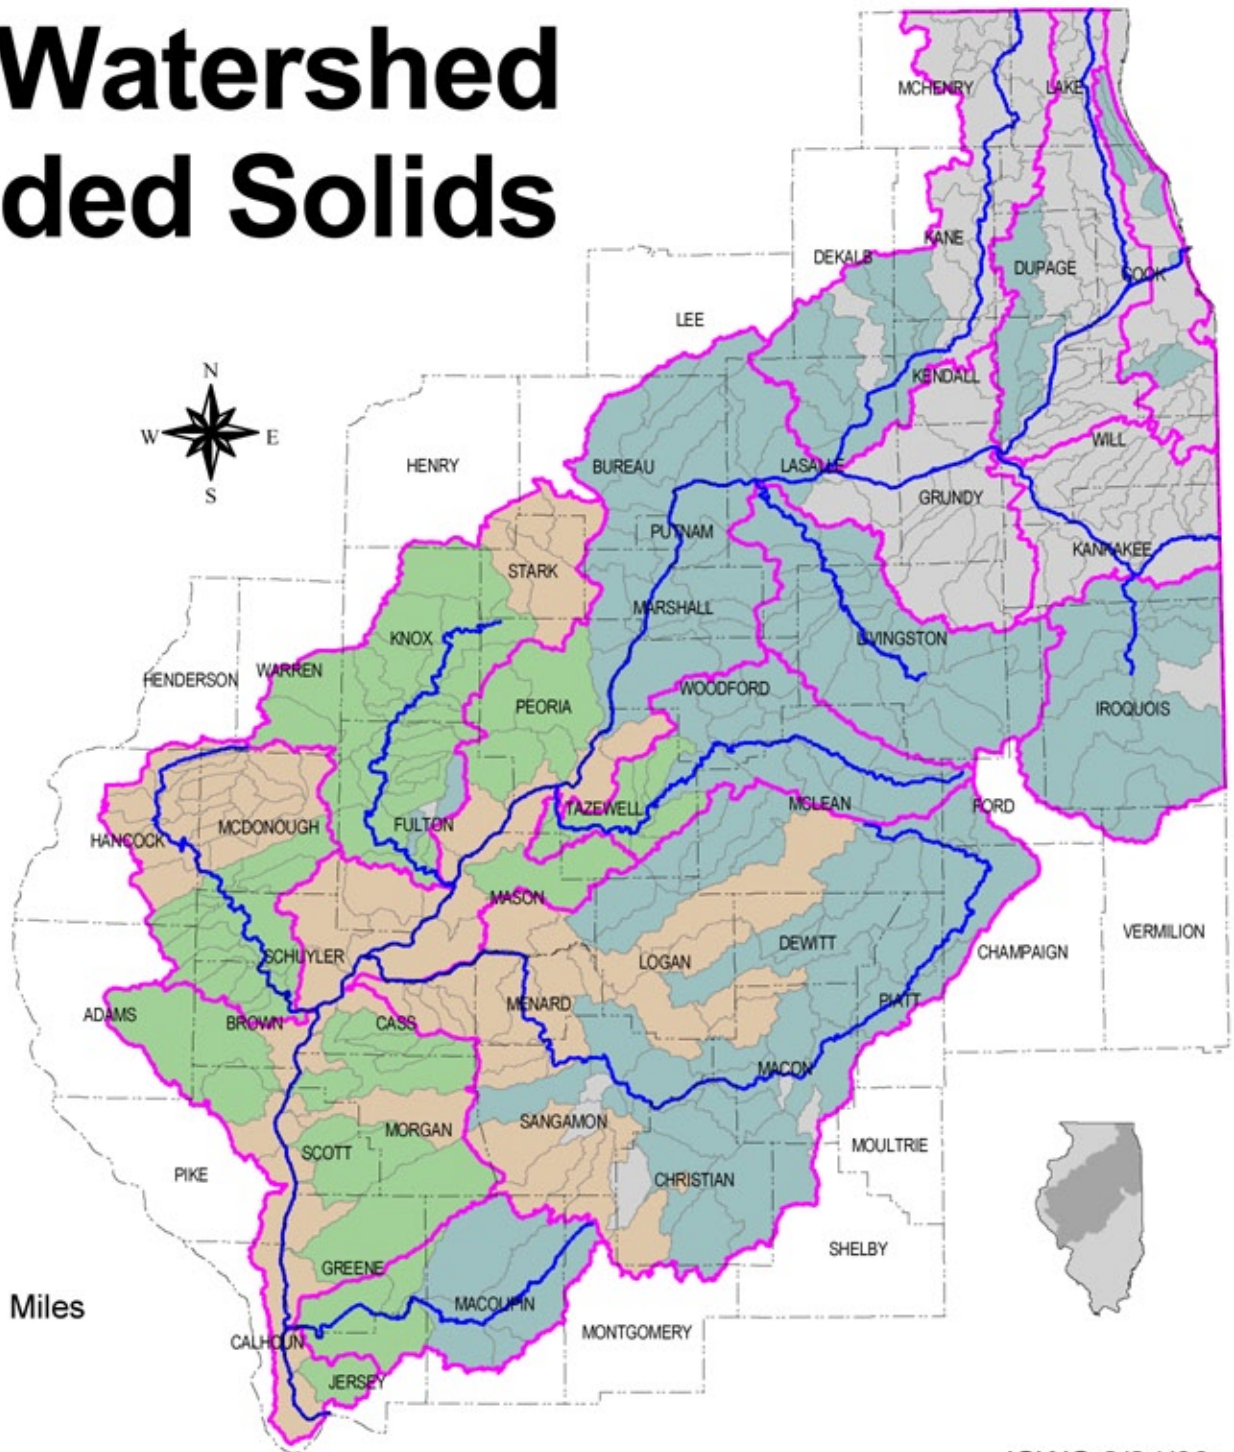 Watershed
ded Solids
MCHENRY
LAKE
KANE
DEKALB
DUPAGE
COOK
LEE
KENDALL
WILL
HENRY
BUREAU
LASALLE
GRUNDY
PUTNAM
KANKAKEE
STARK
MARSHALL
KNOX
LIVINGSTON
HENDERSON
WARREN
WOODFORD
PEORIA
IROQUOIS
TAZEWELL
MCLEAN
FORD
HANCOCK
MCDONOUGH
FULTON
MASON
SCHUYLER
LOGAN
DEWITT
CHAMPAIGN
VERMILION
ADAMS
BROWN
CASS
MENARD
PIATT
MACON
SANGAMON
MORGAN
SCOTT
MOULTRIE
PIKE
CHRISTIAN
SHELBY
GREENE
MACOUPIN
MONTGOMERY
CALHOUN
JERSEY
N
W
E
S
Miles